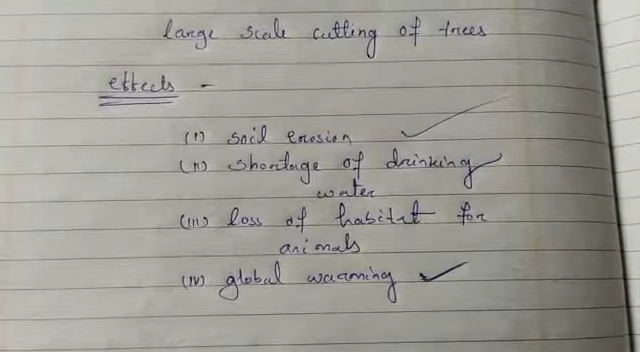 large scale cutting of trees
effects -
(I) soil erosion
(II) shortage of drinking
water
(III) loss of habitat for
animals
(IV) global warming